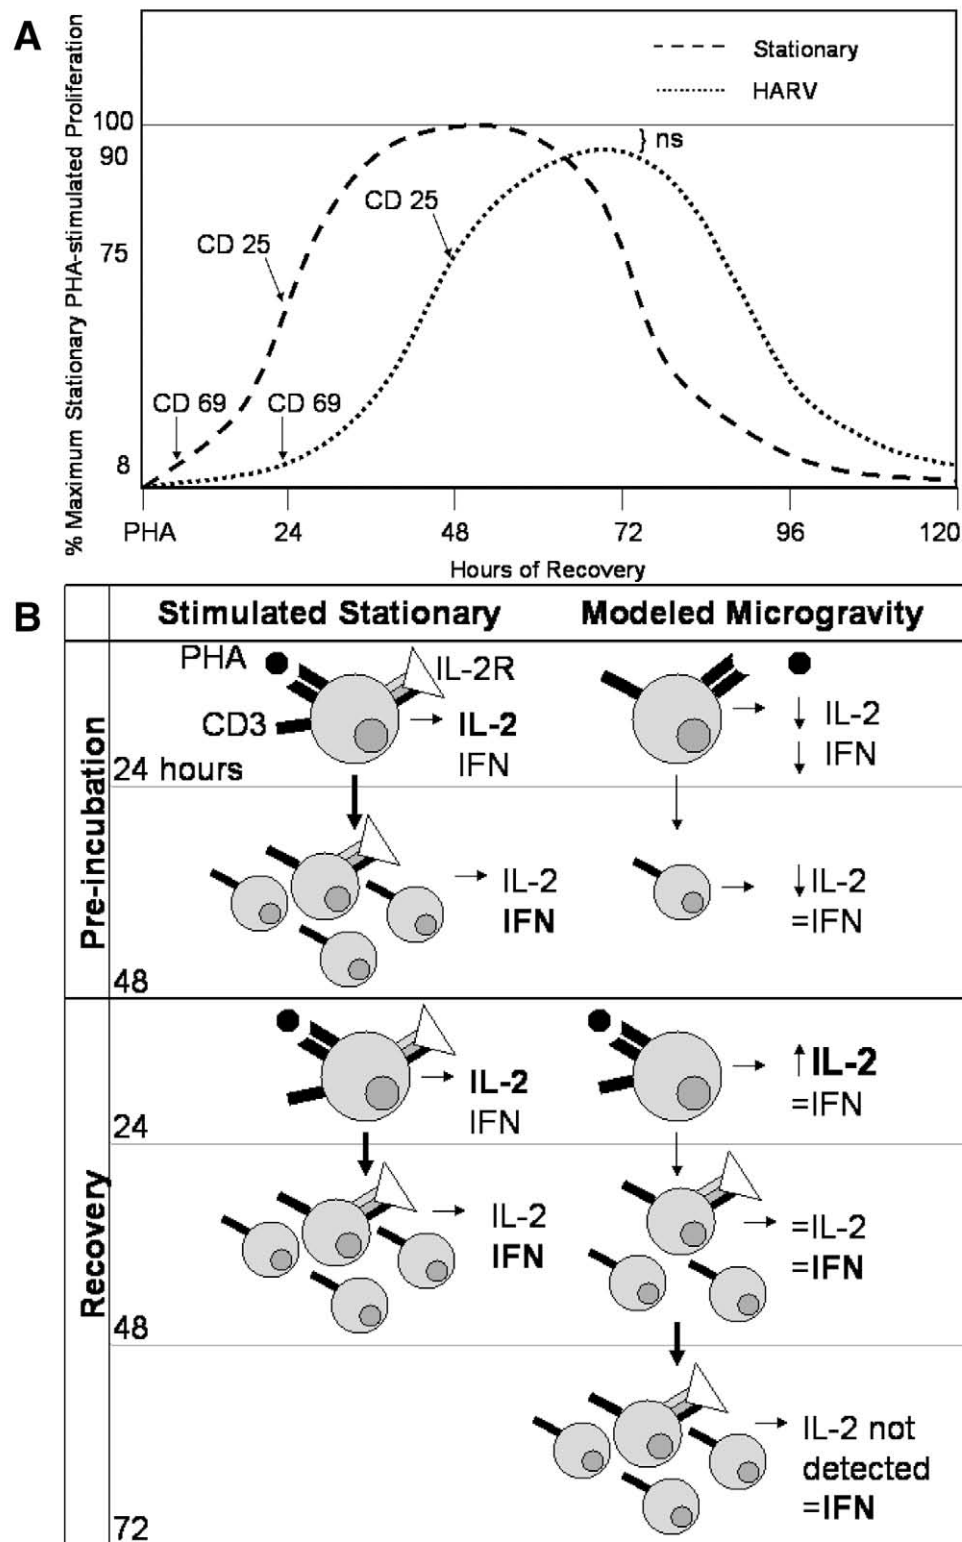 A
% Maximum Stationary PHA-stimulated Proliferation
Stationary
HARV
100
90
75
8
} ns
CD 25
CD 25
CD 69
CD 69
PHA 24 48 72 96 120
Hours of Recovery
B
Stimulated Stationary Modeled Microgravity
Pre-incubation
PHA IL-2R
CD3 IL-2
IFN
↓ IL-2
↓ IFN
24 hours
IL-2
IFN
↓IL-2
=IFN
48
Recovery
IL-2
IFN
↑IL-2
=IFN
24
IL-2
IFN
=IL-2
=IFN
48
IL-2 not
detected
=IFN
72